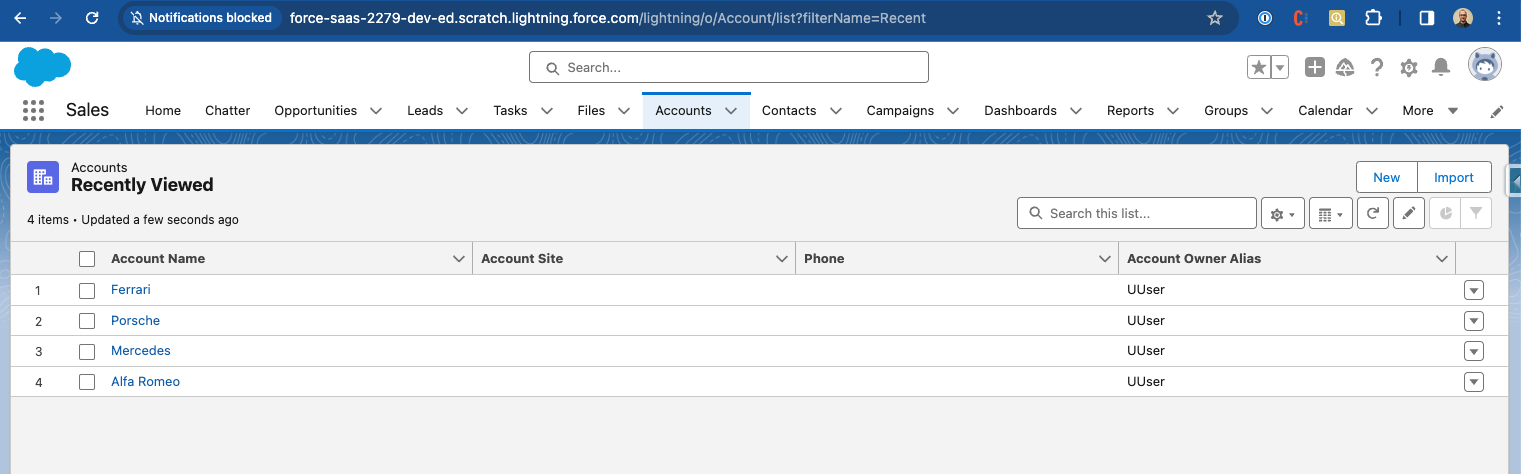 Notifications blocked force-saas-2279-dev-ed.scratch.lightning.force.com/lightning/o/Account/list?filterName=Recent
Search...
Sales Home Chatter Opportunities Leads Tasks Files Accounts Contacts Campaigns Dashboards Reports Groups Calendar More
Accounts
Recently Viewed
New Import
4 items • Updated a few seconds ago
Search this list...
Account Name Account Site Phone Account Owner Alias
1 Ferrari UUser
2 Porsche UUser
3 Mercedes UUser
4 Alfa Romeo UUser